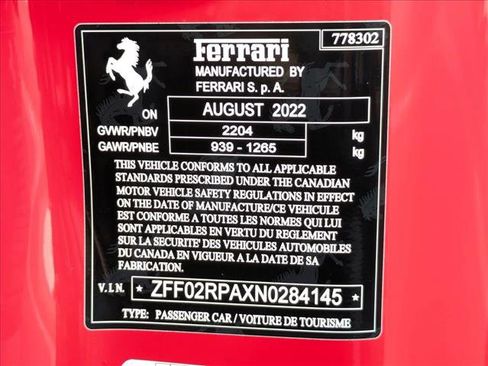 Ferrari
778302
MANUFACTURED BY
FERRARI S.p.A.
ON AUGUST 2022
GVWR/PNBV 2204 kg
GAWR/PNBE 939 - 1265 kg
THIS VEHICLE CONFORMS TO ALL APPLICABLE
STANDARDS PRESCRIBED UNDER THE CANADIAN
MOTOR VEHICLE SAFETY REGULATIONS IN EFFECT
ON THE DATE OF MANUFACTURE/CE VEHICULE
EST CONFORME A TOUTES LES NORMES QUI LUI
SONT APPLICABLES EN VERTU DU REGLEMENT
SUR LA SECURITE DES VEHICULES AUTOMOBILES
DU CANADA EN VIGUEUR A LA DATE DE SA
FABRICATION.
V.I.N. * ZFF02RPAXN0284145 *
TYPE: PASSENGER CAR / VOITURE DE TOURISME